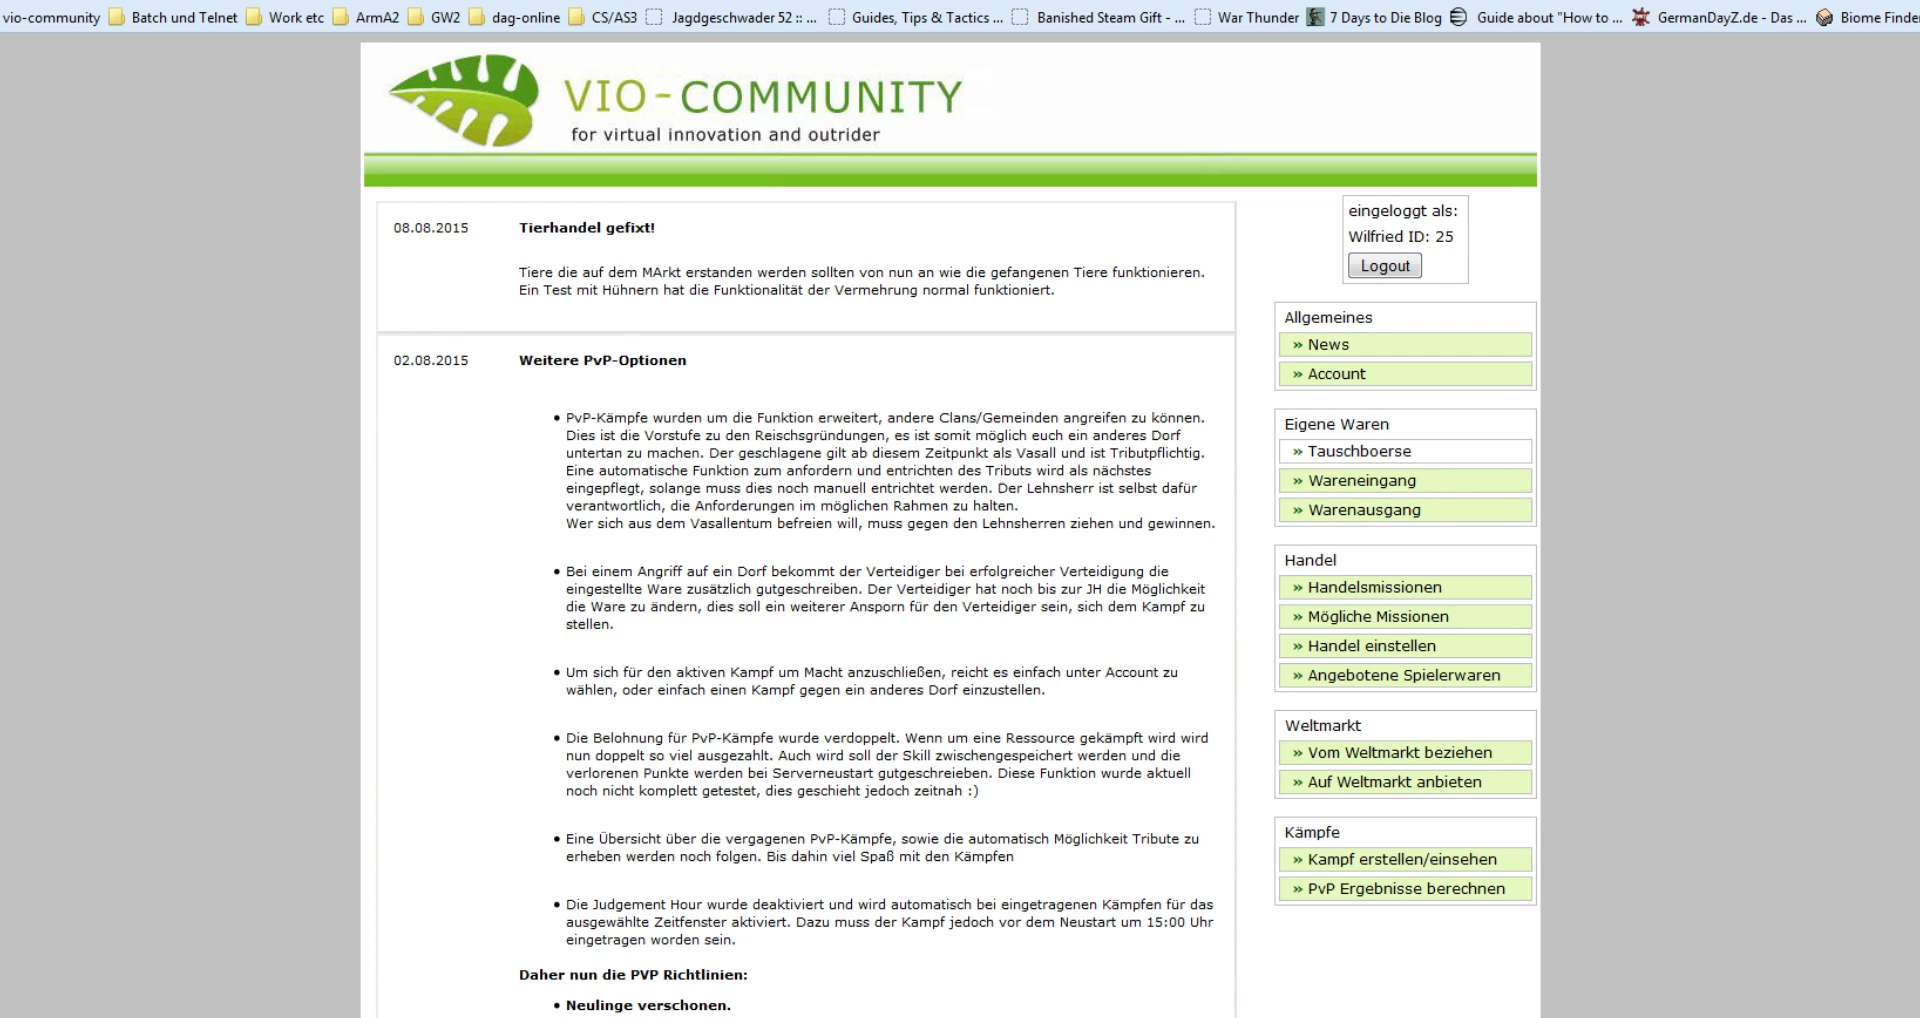 vio-community Batch und Telnet Work etc ArmA2 GW2 dag-online CS/AS3 Jagdgeschwader 52 :: ... Guides, Tips & Tactics ... Banished Steam Gift - ... War Thunder 7 Days to Die Blog Guide about "How to ... GermanDayZ.de - Das ... Biome Finde
VIO-COMMUNITY
for virtual innovation and outrider
08.08.2015 Tierhandel gefixt!
Tiere die auf dem MArkt erstanden werden sollten von nun an wie die gefangenen Tiere funktionieren.
Ein Test mit Hühnern hat die Funktionalität der Vermehrung normal funktioniert.
02.08.2015 Weitere PvP-Optionen
• PvP-Kämpfe wurden um die Funktion erweitert, andere Clans/Gemeinden angreifen zu können.
Dies ist die Vorstufe zu den Reischsgründungen, es ist somit möglich euch ein anderes Dorf
untertan zu machen. Der geschlagene gilt ab diesem Zeitpunkt als Vasall und ist Tributpflichtig.
Eine automatische Funktion zum anfordern und entrichten des Tributs wird als nächstes
eingepflegt, solange muss dies noch manuell entrichtet werden. Der Lehnsherr ist selbst dafür
verantwortlich, die Anforderungen im möglichen Rahmen zu halten.
Wer sich aus dem Vasallentum befreien will, muss gegen den Lehnsherren ziehen und gewinnen.
• Bei einem Angriff auf ein Dorf bekommt der Verteidiger bei erfolgreicher Verteidigung die
eingestellte Ware zusätzlich gutgeschreiben. Der Verteidiger hat noch bis zur JH die Möglichkeit
die Ware zu ändern, dies soll ein weiterer Ansporn für den Verteidiger sein, sich dem Kampf zu
stellen.
• Um sich für den aktiven Kampf um Macht anzuschließen, reicht es einfach unter Account zu
wählen, oder einfach einen Kampf gegen ein anderes Dorf einzustellen.
• Die Belohnung für PvP-Kämpfe wurde verdoppelt. Wenn um eine Ressource gekämpft wird wird
nun doppelt so viel ausgezahlt. Auch wird soll der Skill zwischengespeichert werden und die
verlorenen Punkte werden bei Serverneustart gutgeschreieben. Diese Funktion wurde aktuell
noch nicht komplett getestet, dies geschieht jedoch zeitnah :)
• Eine Übersicht über die vergagenen PvP-Kämpfe, sowie die automatisch Möglichkeit Tribute zu
erheben werden noch folgen. Bis dahin viel Spaß mit den Kämpfen
• Die Judgement Hour wurde deaktiviert und wird automatisch bei eingetragenen Kämpfen für das
ausgewählte Zeitfenster aktiviert. Dazu muss der Kampf jedoch vor dem Neustart um 15:00 Uhr
eingetragen worden sein.
Daher nun die PVP Richtlinien:
• Neulinge verschonen.
eingeloggt als:
Wilfried ID: 25
Logout
Allgemeines
» News
» Account
Eigene Waren
» Tauschboerse
» Wareneingang
» Warenausgang
Handel
» Handelsmissionen
» Mögliche Missionen
» Handel einstellen
» Angebotene Spielerwaren
Weltmarkt
» Vom Weltmarkt beziehen
» Auf Weltmarkt anbieten
Kämpfe
» Kampf erstellen/einsehen
» PvP Ergebnisse berechnen